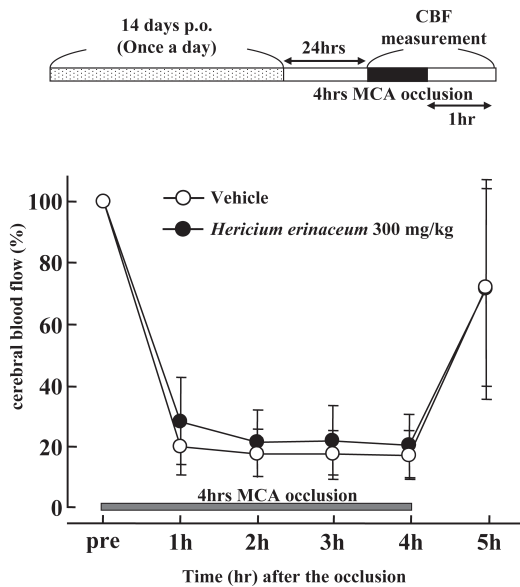 14 days p.o.
(Once a day)
24hrs
CBF
measurement
4hrs MCA occlusion
1hr
100
80
60
40
20
0
cerebral blood flow (%)
Vehicle
Hericium erinaceum 300 mg/kg
4hrs MCA occlusion
pre 1h 2h 3h 4h 5h
Time (hr) after the occlusion